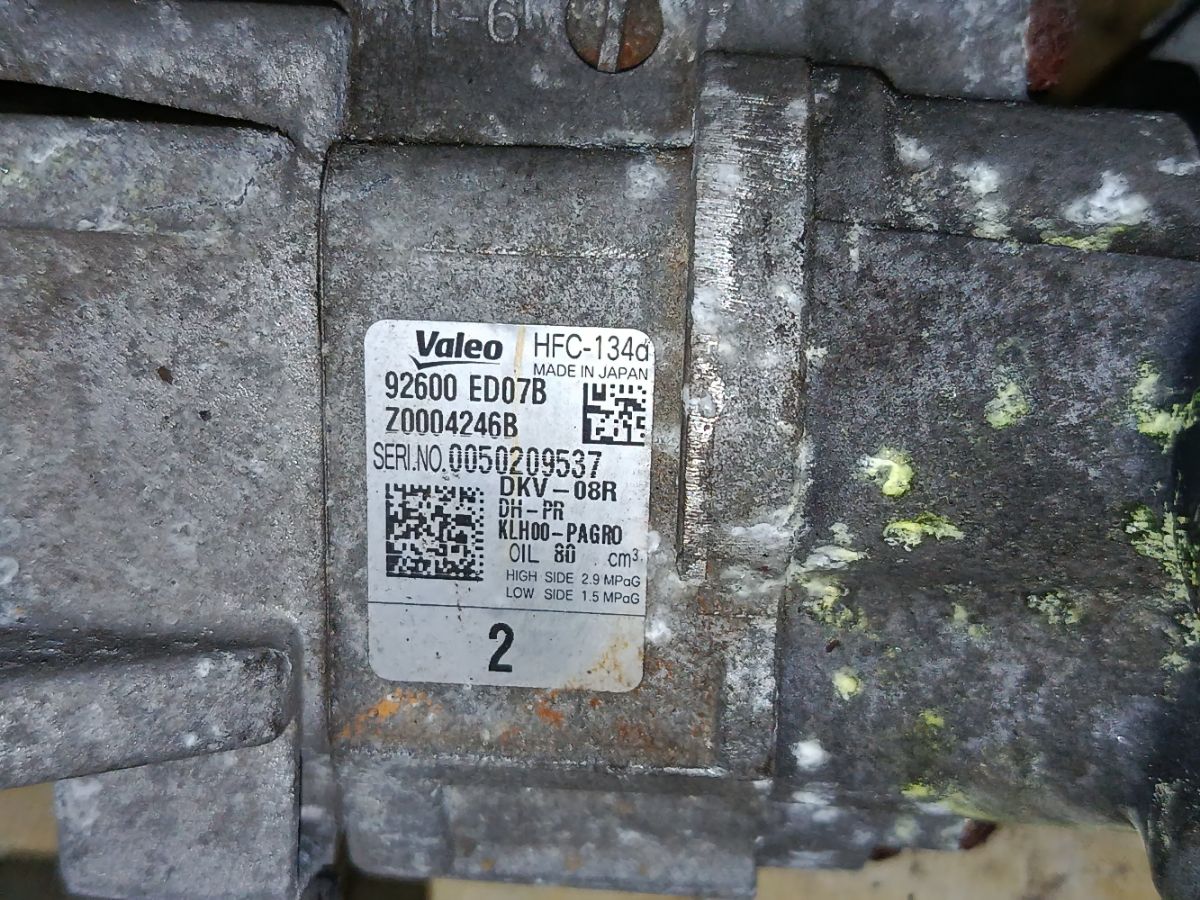 Valeo HFC-134a
MADE IN JAPAN
92600 ED07B
Z0004246B
SERI.NO.0050209537
DKV-08R
DH-PR
KLH00-PAGR0
OIL 80 cm³
HIGH SIDE 2.9 MPaG
LOW SIDE 1.5 MPaG
2